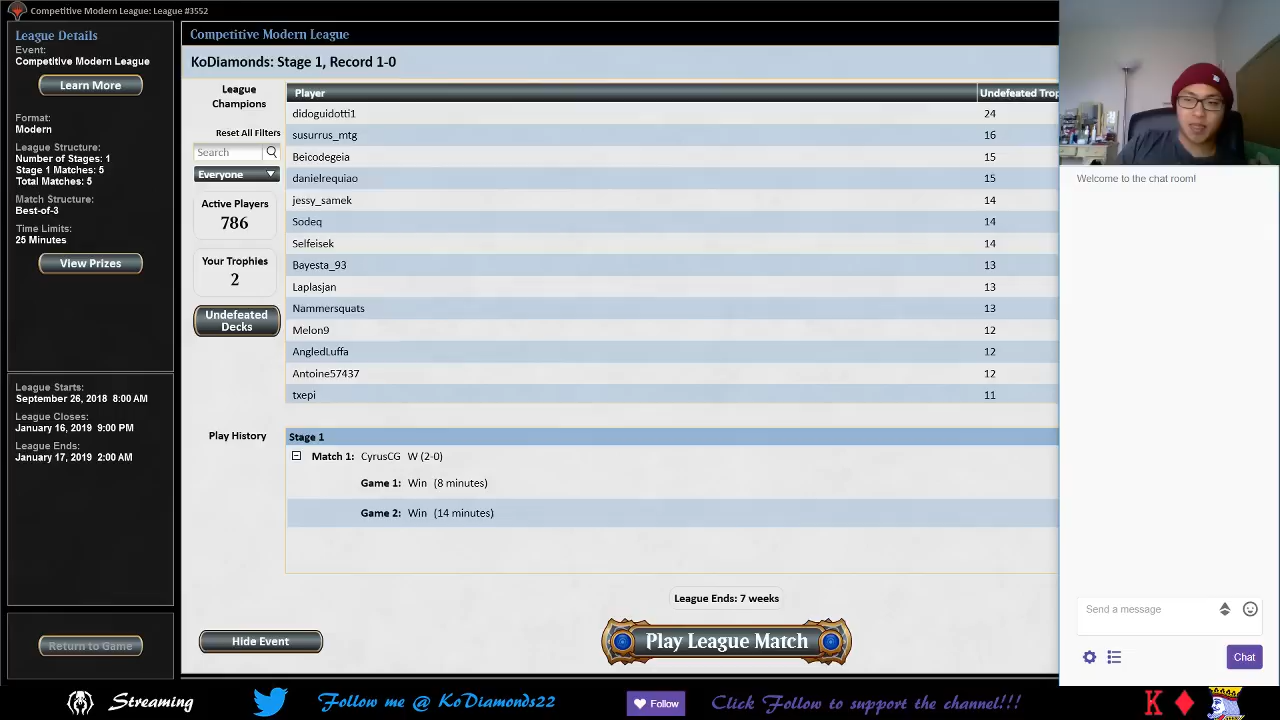 Competitive Modern League: League #3552
League Details
Event:
Competitive Modern League
Learn More
Format:
Modern
League Structure:
Number of Stages: 1
Stage 1 Matches: 5
Total Matches: 5
Match Structure:
Best-of-3
Time Limits:
25 Minutes
View Prizes
League Starts:
September 26, 2018 8:00 AM
League Closes:
January 16, 2019 9:00 PM
League Ends:
January 17, 2019 2:00 AM
Return to Game
Competitive Modern League
KoDiamonds: Stage 1, Record 1-0
League
Champions
Reset All Filters
Search
Everyone
Active Players
786
Your Trophies
2
Undefeated
Decks
Player Undefeated Trop
didoguidotti1 24
susurrus_mtg 16
Beicodegeia 15
danielrequiao 15
jessy_samek 14
Sodeq 14
Selfeisek 14
Bayesta_93 13
Laplasjan 13
Nammersquats 13
Melon9 12
AngledLuffa 12
Antoine57437 12
txepi 11
Play History
Stage 1
Match 1: CyrusCG W (2-0)
Game 1: Win (8 minutes)
Game 2: Win (14 minutes)
League Ends: 7 weeks
Hide Event
Play League Match
Welcome to the chat room!
Send a message
Chat
Streaming
Follow me @ KoDiamonds22
Follow
Click Follow to support the channel!!!
K